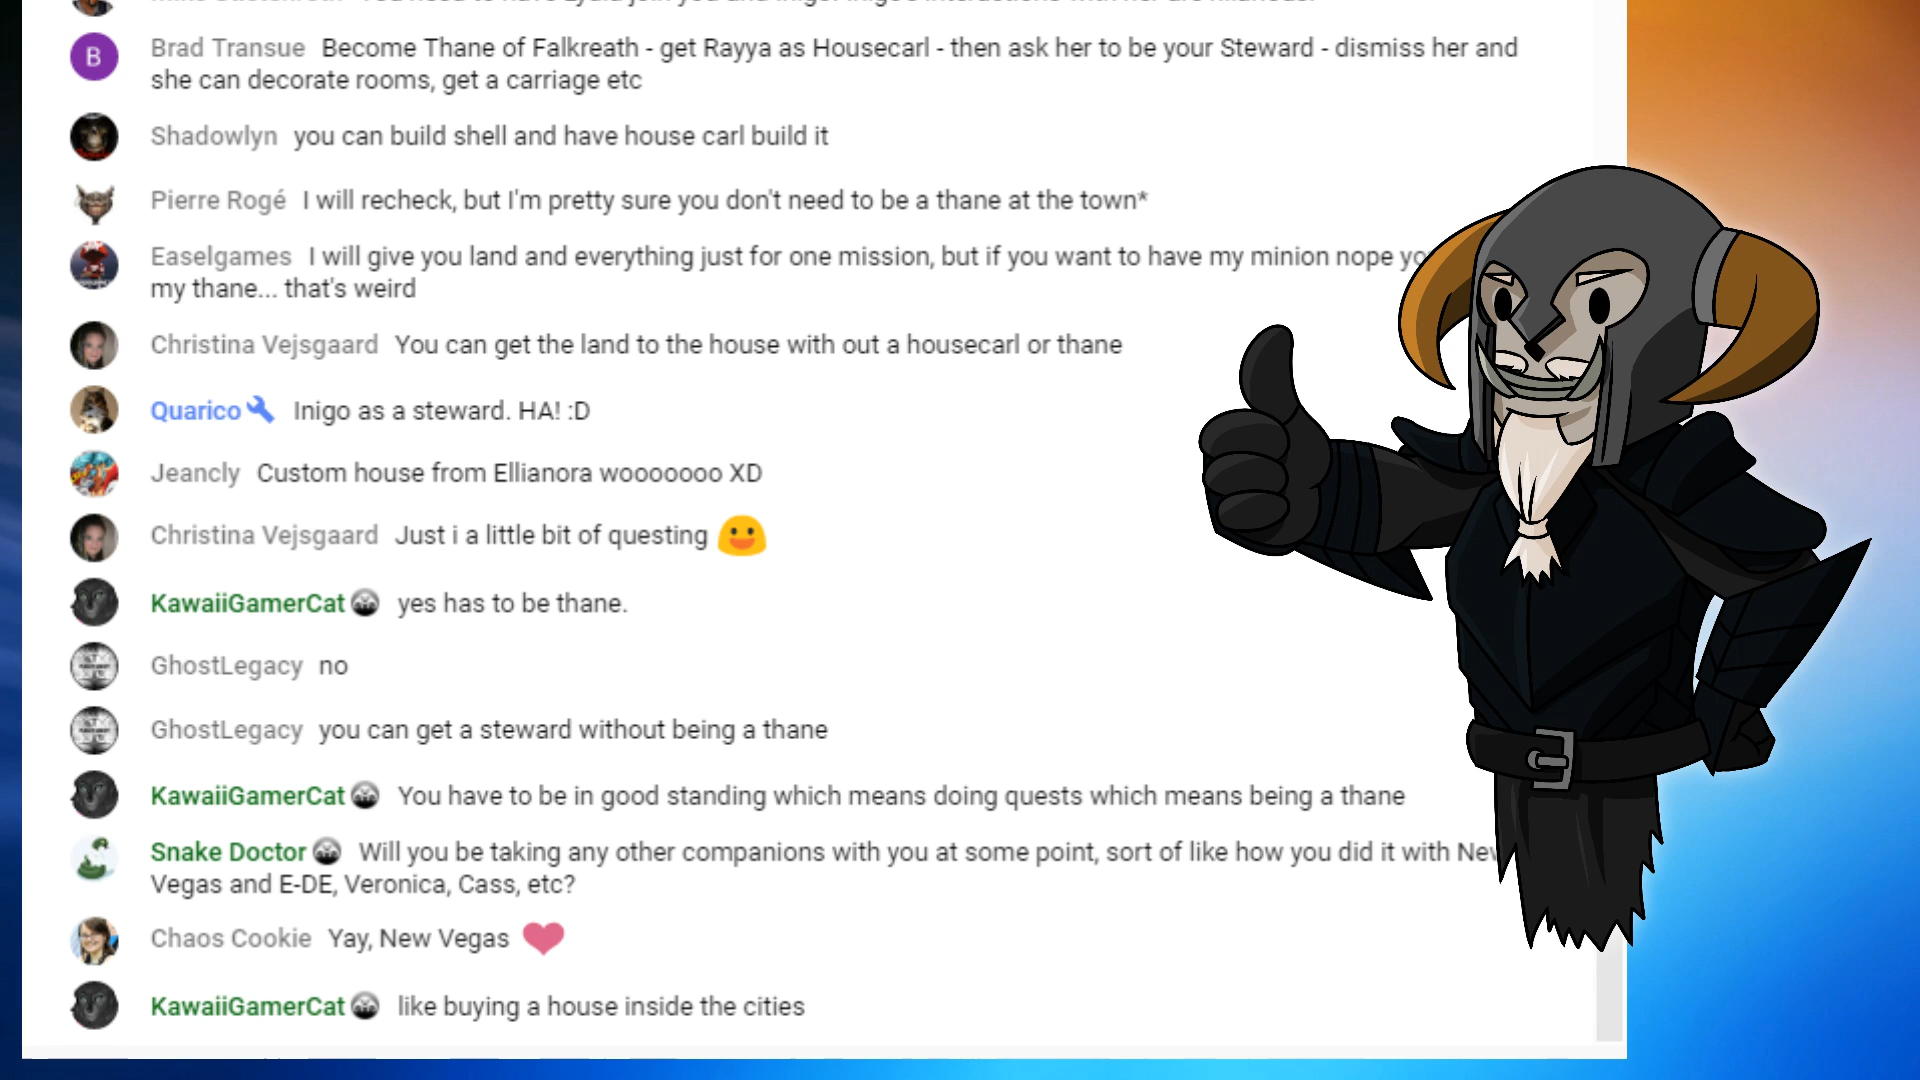 Brad Transue Become Thane of Falkreath - get Rayya as Housecarl - then ask her to be your Steward - dismiss her and
she can decorate rooms, get a carriage etc
Shadowlyn you can build shell and have house carl build it
Pierre Rogé I will recheck, but I'm pretty sure you don't need to be a thane at the town*
Easelgames I will give you land and everything just for one mission, but if you want to have my minion nope
my thane... that's weird
Christina Vejsgaard You can get the land to the house with out a housecarl or thane
Quarico Inigo as a steward. HA! :D
Jeancly Custom house from Ellianora wooooooo XD
Christina Vejsgaard Just i a little bit of questing
KawaiiGamerCat yes has to be thane.
GhostLegacy no
GhostLegacy you can get a steward without being a thane
KawaiiGamerCat You have to be in good standing which means doing quests which means being a thane
Snake Doctor Will you be taking any other companions with you at some point, sort of like how you did it with
Vegas and E-DE, Veronica, Cass, etc?
Chaos Cookie Yay, New Vegas
KawaiiGamerCat like buying a house inside the cities